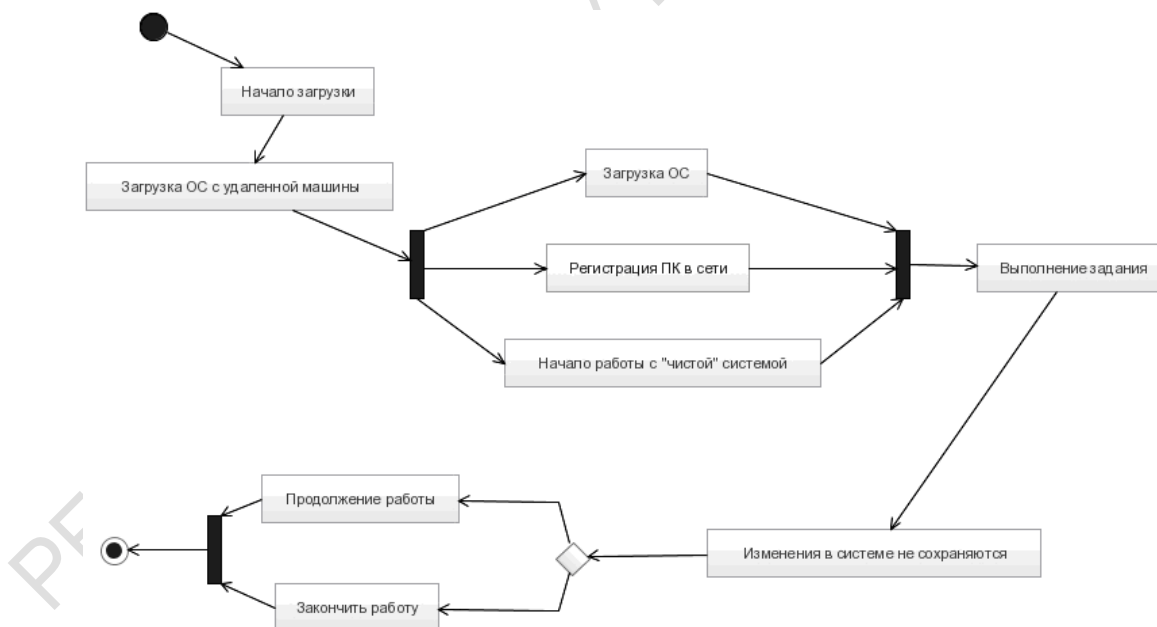 Начало загрузки
Загрузка ОС с удаленной машины
Загрузка ОС
Регистрация ПК в сети
Начало работы с "чистой" системой
Выполнение задания
Изменения в системе не сохраняются
Продолжение работы
Закончить работу